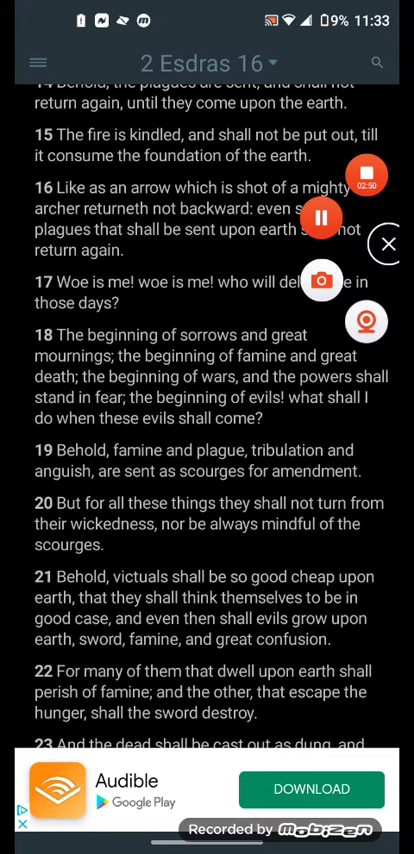 9% 11:33
2 Esdras 16
14 Behold, the plagues are sent, and shall not
return again, until they come upon the earth.
15 The fire is kindled, and shall not be put out, till
it consume the foundation of the earth.
02:50
16 Like as an arrow which is shot of a mighty
archer returneth not backward: even
plagues that shall be sent upon earth not
return again.
17 Woe is me! woe is me! who will in
those days?
18 The beginning of sorrows and great
mournings; the beginning of famine and great
death; the beginning of wars, and the powers shall
stand in fear; the beginning of evils! what shall I
do when these evils shall come?
19 Behold, famine and plague, tribulation and
anguish, are sent as scourges for amendment.
20 But for all these things they shall not turn from
their wickedness, nor be always mindful of the
scourges.
21 Behold, victuals shall be so good cheap upon
earth, that they shall think themselves to be in
good case, and even then shall evils grow upon
earth, sword, famine, and great confusion.
22 For many of them that dwell upon earth shall
perish of famine; and the other, that escape the
hunger, shall the sword destroy.
23 And the dead shall be cast out as dung, and
Audible
Google Play
DOWNLOAD
Recorded by mobizen